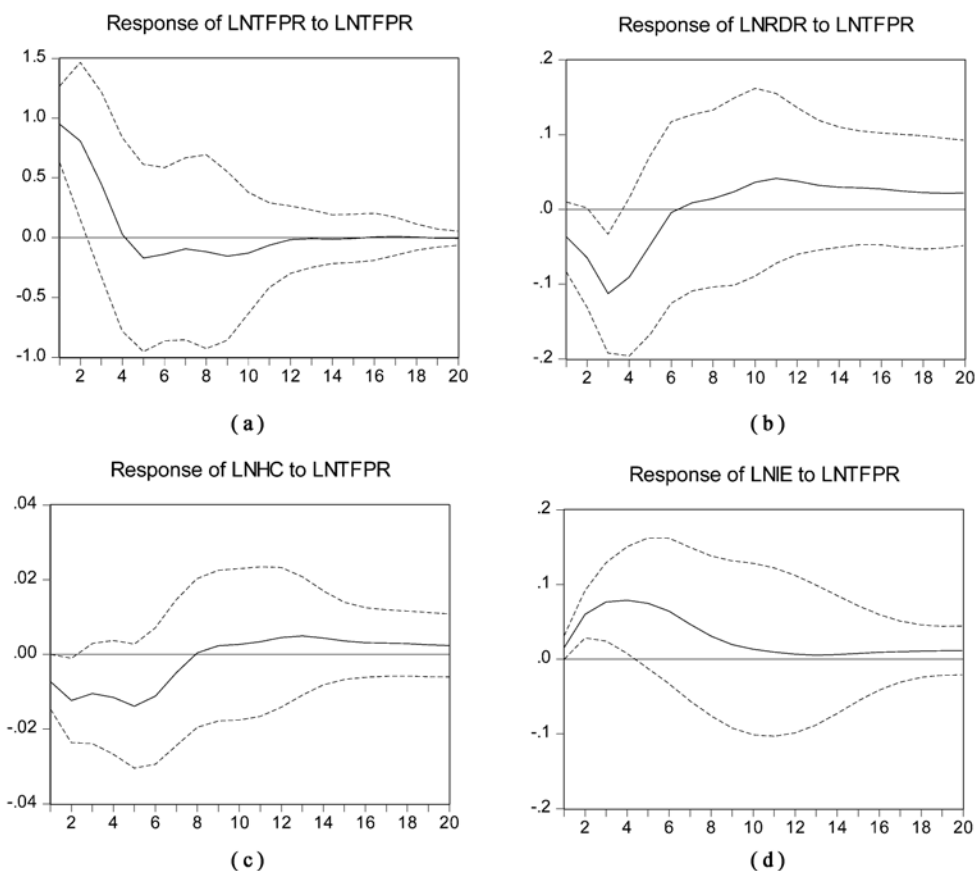 Response of LNTFPR to LNTFPR
1.5
1.0
0.5
0.0
-0.5
-1.0
2 4 6 8 10 12 14 16 18 20
(a)
Response of LNRDR to LNTFPR
.2
.1
.0
-.1
-.2
2 4 6 8 10 12 14 16 18 20
(b)
Response of LNHC to LNTFPR
.04
.02
.00
-.02
-.04
2 4 6 8 10 12 14 16 18 20
(c)
Response of LNIE to LNTFPR
.2
.1
.0
-.1
-.2
2 4 6 8 10 12 14 16 18 20
(d)